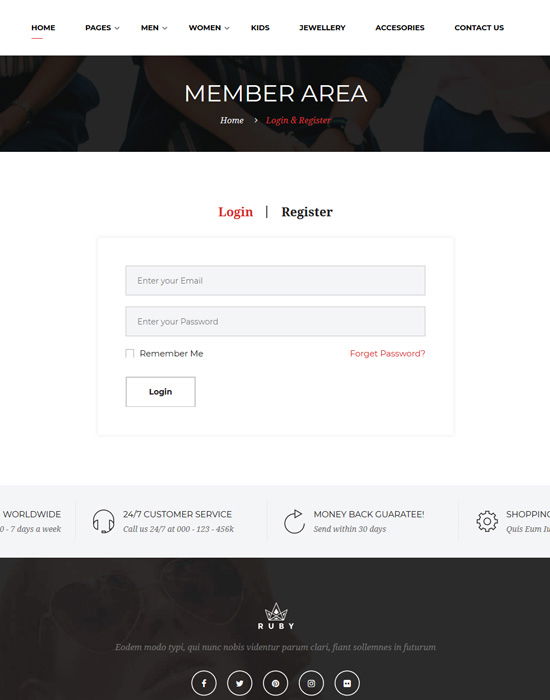 HOME PAGES MEN WOMEN KIDS JEWELLERY ACCESORIES CONTACT US
MEMBER AREA
Home > Login & Register
Login | Register
Enter your Email
Enter your Password
Remember Me Forget Password?
Login
WORLDWIDE 24/7 CUSTOMER SERVICE MONEY BACK GUARATEE! SHOPPING
0 - 7 days a week Call us 24/7 at 000 - 123 - 456k Send within 30 days Quis Eum
RUBY
Eodem modo typi, qui nunc nobis videntur parum clari, fiant sollemnes in futurum